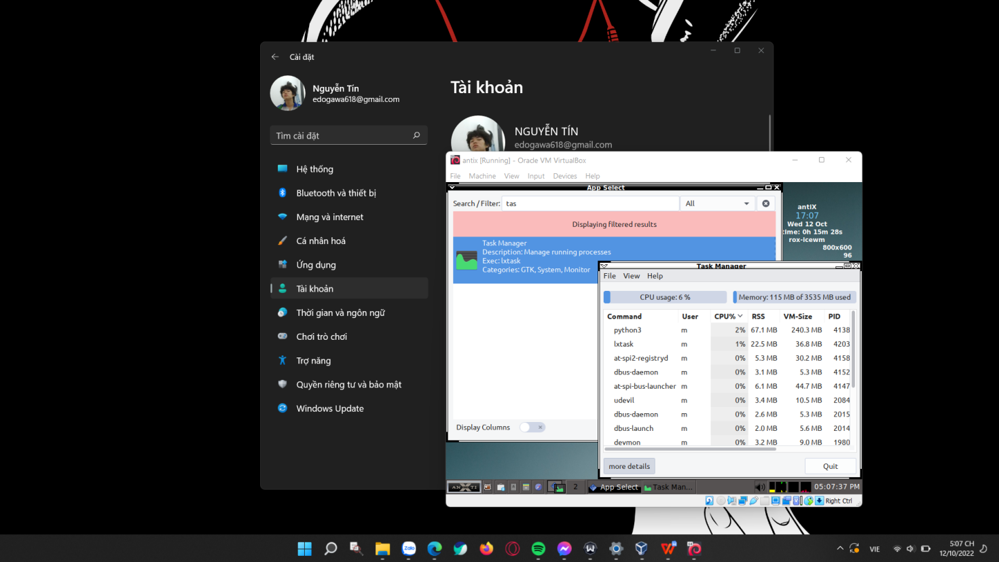 Cài đặt
Nguyễn Tín
edogawa618@gmail.com
Tìm cài đặt
Hệ thống
Bluetooth và thiết bị
Mạng và internet
Cá nhân hoá
Ứng dụng
Tài khoản
Thời gian và ngôn ngữ
Chơi trò chơi
Trợ năng
Quyền riêng tư và bảo mật
Windows Update
Tài khoản
NGUYỄN TÍN
edogawa618@gmail.com
antix [Running] - Oracle VM VirtualBox
File Machine View Input Devices Help
App Select
Search / Filter: tas All
Displaying filtered results
Task Manager
Description: Manage running processes
Exec: lxtask
Categories: GTK, System, Monitor
Display Columns
antiX
17:07
Wed 12 Oct
time: 0h 15m 28s
rox-icewm
800x600
96
Task Manager
File View Help
CPU usage: 6 % Memory: 115 MB of 3535 MB used
Command User CPU% RSS VM-Size PID
python3 m 2% 67.1 MB 240.3 MB 4138
lxtask m 1% 22.5 MB 36.8 MB 4203
at-spi2-registryd m 0% 5.3 MB 30.2 MB 4158
dbus-daemon m 0% 3.1 MB 5.3 MB 4152
at-spi-bus-launcher m 0% 6.1 MB 44.7 MB 4147
udevil m 0% 3.4 MB 10.5 MB 2084
dbus-daemon m 0% 2.6 MB 5.3 MB 2015
dbus-launch m 0% 2.0 MB 5.6 MB 2014
devmon m 0% 3.2 MB 9.0 MB 1980
more details Quit
2 App Select Task Man... 05:07:37 PM
Right Ctrl
Zalo
VIE
5:07 CH
12/10/2022